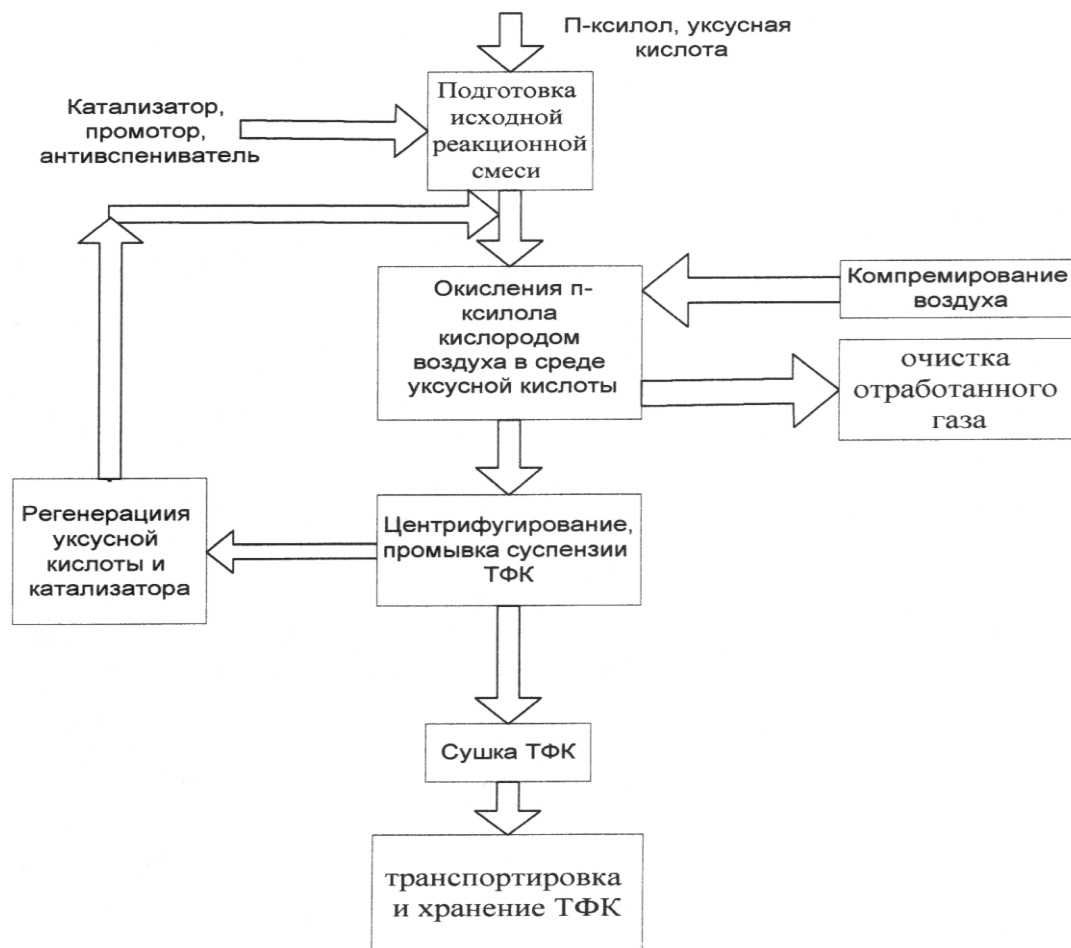 П-ксилол, уксусная
кислота
Подготовка
исходной
реакционной
смеси
Катализатор,
промотор,
антивспениватель
Окисления п-
ксилола
кислородом
воздуха в среде
уксусной кислоты
Компремирование
воздуха
очистка
отработанного
газа
Регенерациия
уксусной
кислоты и
катализатора
Центрифугирование,
промывка суспензии
ТФК
Сушка ТФК
транспортировка
и хранение ТФК